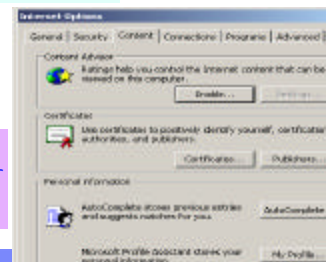 Internet Options
General Security Content Connections Programs Advanced
Content Advisor
Ratings help you control the Internet content that can be
viewed on this computer.
Enable...
Certificates
Use certificates to positively identify yourself, certification
authorities, and publishers.
Certificates... Publishers...
Personal information
AutoComplete stores previous entries
and suggests matches for you.
AutoComplete
Microsoft Profile Assistant stores your
personal information.
My Profile...